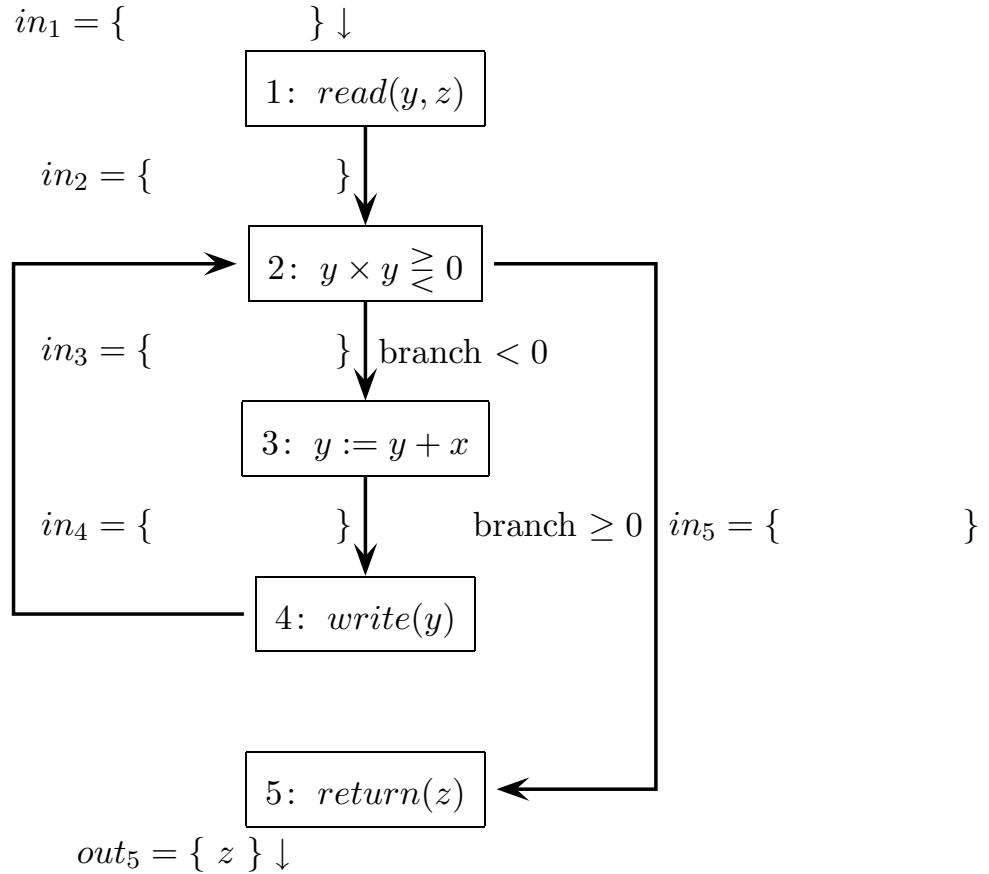 in₁ = {          } ↓
1: read(y, z)
in₂ = {          }
2: y × y ⋛ 0
in₃ = {          } branch < 0
3: y := y + x
in₄ = {          } branch ≥ 0 in₅ = {          }
4: write(y)
5: return(z)
out₅ = { z } ↓